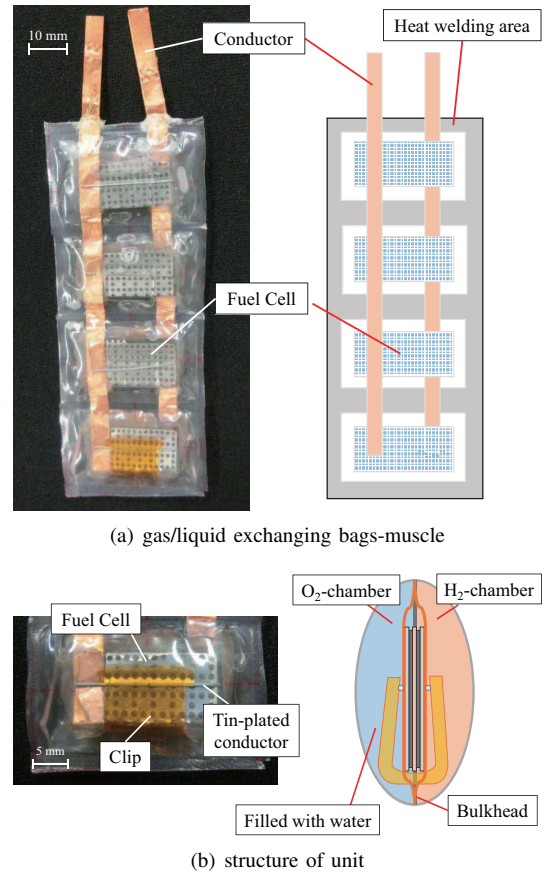 10 mm
Conductor
Heat welding area
Fuel Cell
(a) gas/liquid exchanging bags-muscle
Fuel Cell
Tin-plated
conductor
Clip
5 mm
O₂-chamber
H₂-chamber
Filled with water
Bulkhead
(b) structure of unit